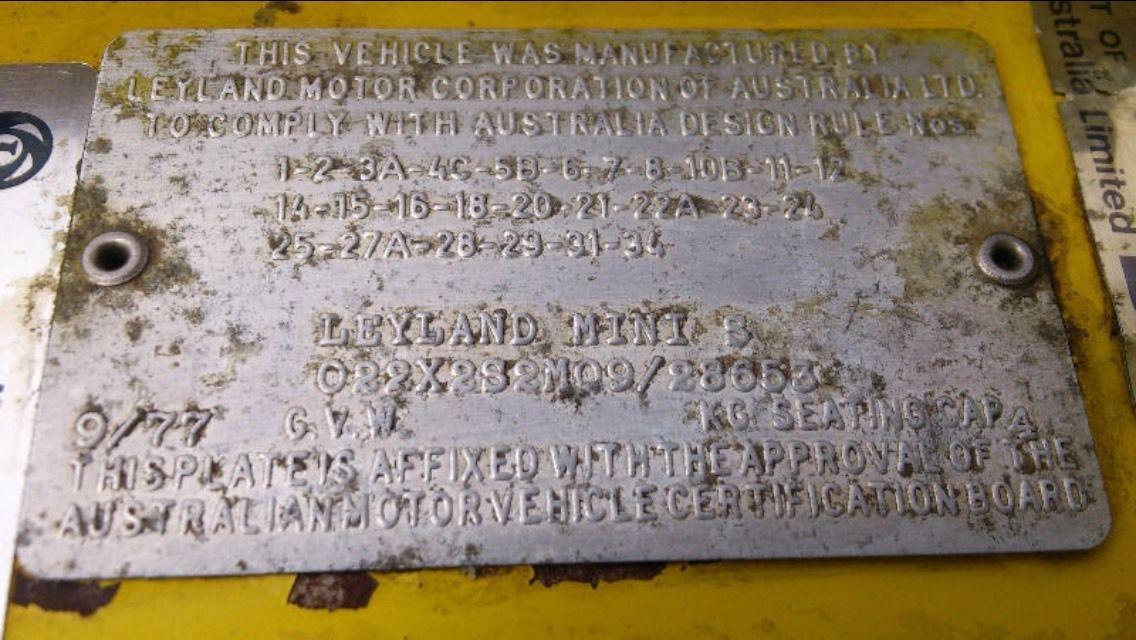 THIS VEHICLE WAS MANUFACTURED BY
LEYLAND MOTOR CORPORATION OF AUSTRALIA LTD.
TO COMPLY WITH AUSTRALIA DESIGN RULE Nos
1-2-3A-4C-5B-6-7-8-10B-11-12
14-15-16-18-20-21-22A-23-24
25-27A-28-29-31-34
LEYLAND MINI S
022X2S2M09/28653
9/77 G.V.W. KG. SEATING CAP 4
THIS PLATE IS AFFIXED WITH THE APPROVAL OF THE
AUSTRALIAN MOTOR VEHICLE CERTIFICATION BOARD
T OF
stralia Limited